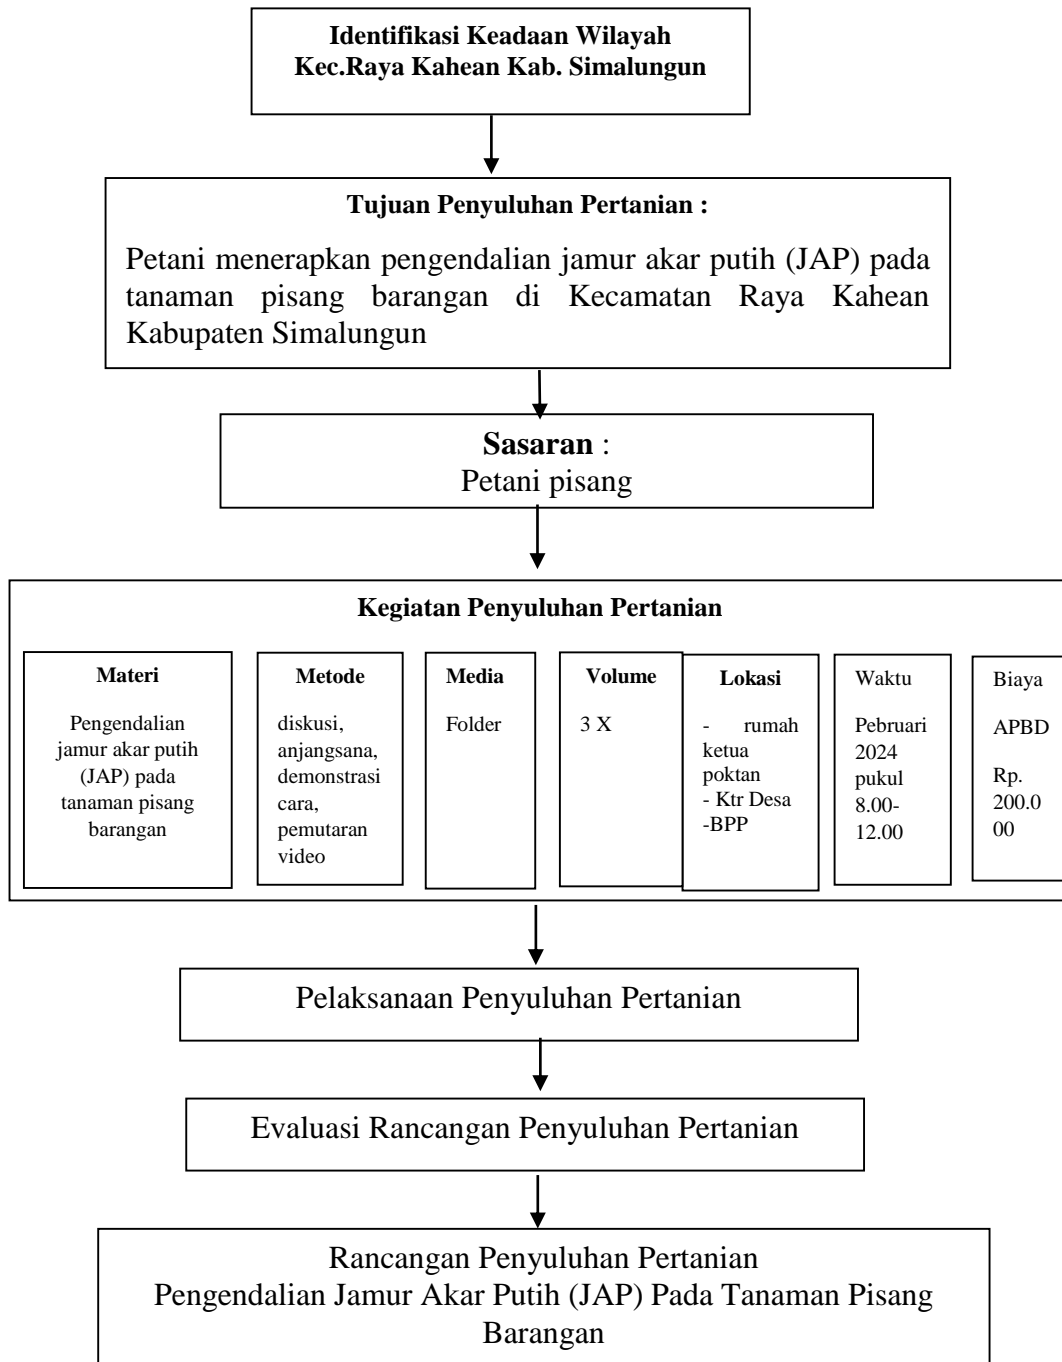 Identifikasi Keadaan Wilayah
Kec.Raya Kahean Kab. Simalungun
Tujuan Penyuluhan Pertanian :
Petani menerapkan pengendalian jamur akar putih (JAP) pada
tanaman pisang barangan di Kecamatan Raya Kahean
Kabupaten Simalungun
Sasaran :
Petani pisang
Kegiatan Penyuluhan Pertanian
Materi
Pengendalian
jamur akar putih
(JAP) pada
tanaman pisang
barangan
Metode
diskusi,
anjangsana,
demonstrasi
cara,
pemutaran
video
Media
Folder
Volume
3 X
Lokasi
- rumah
ketua
poktan
- Ktr Desa
-BPP
Waktu
Pebruari
2024
pukul
8.00-
12.00
Biaya
APBD
Rp.
200.0
00
Pelaksanaan Penyuluhan Pertanian
Evaluasi Rancangan Penyuluhan Pertanian
Rancangan Penyuluhan Pertanian
Pengendalian Jamur Akar Putih (JAP) Pada Tanaman Pisang
Barangan